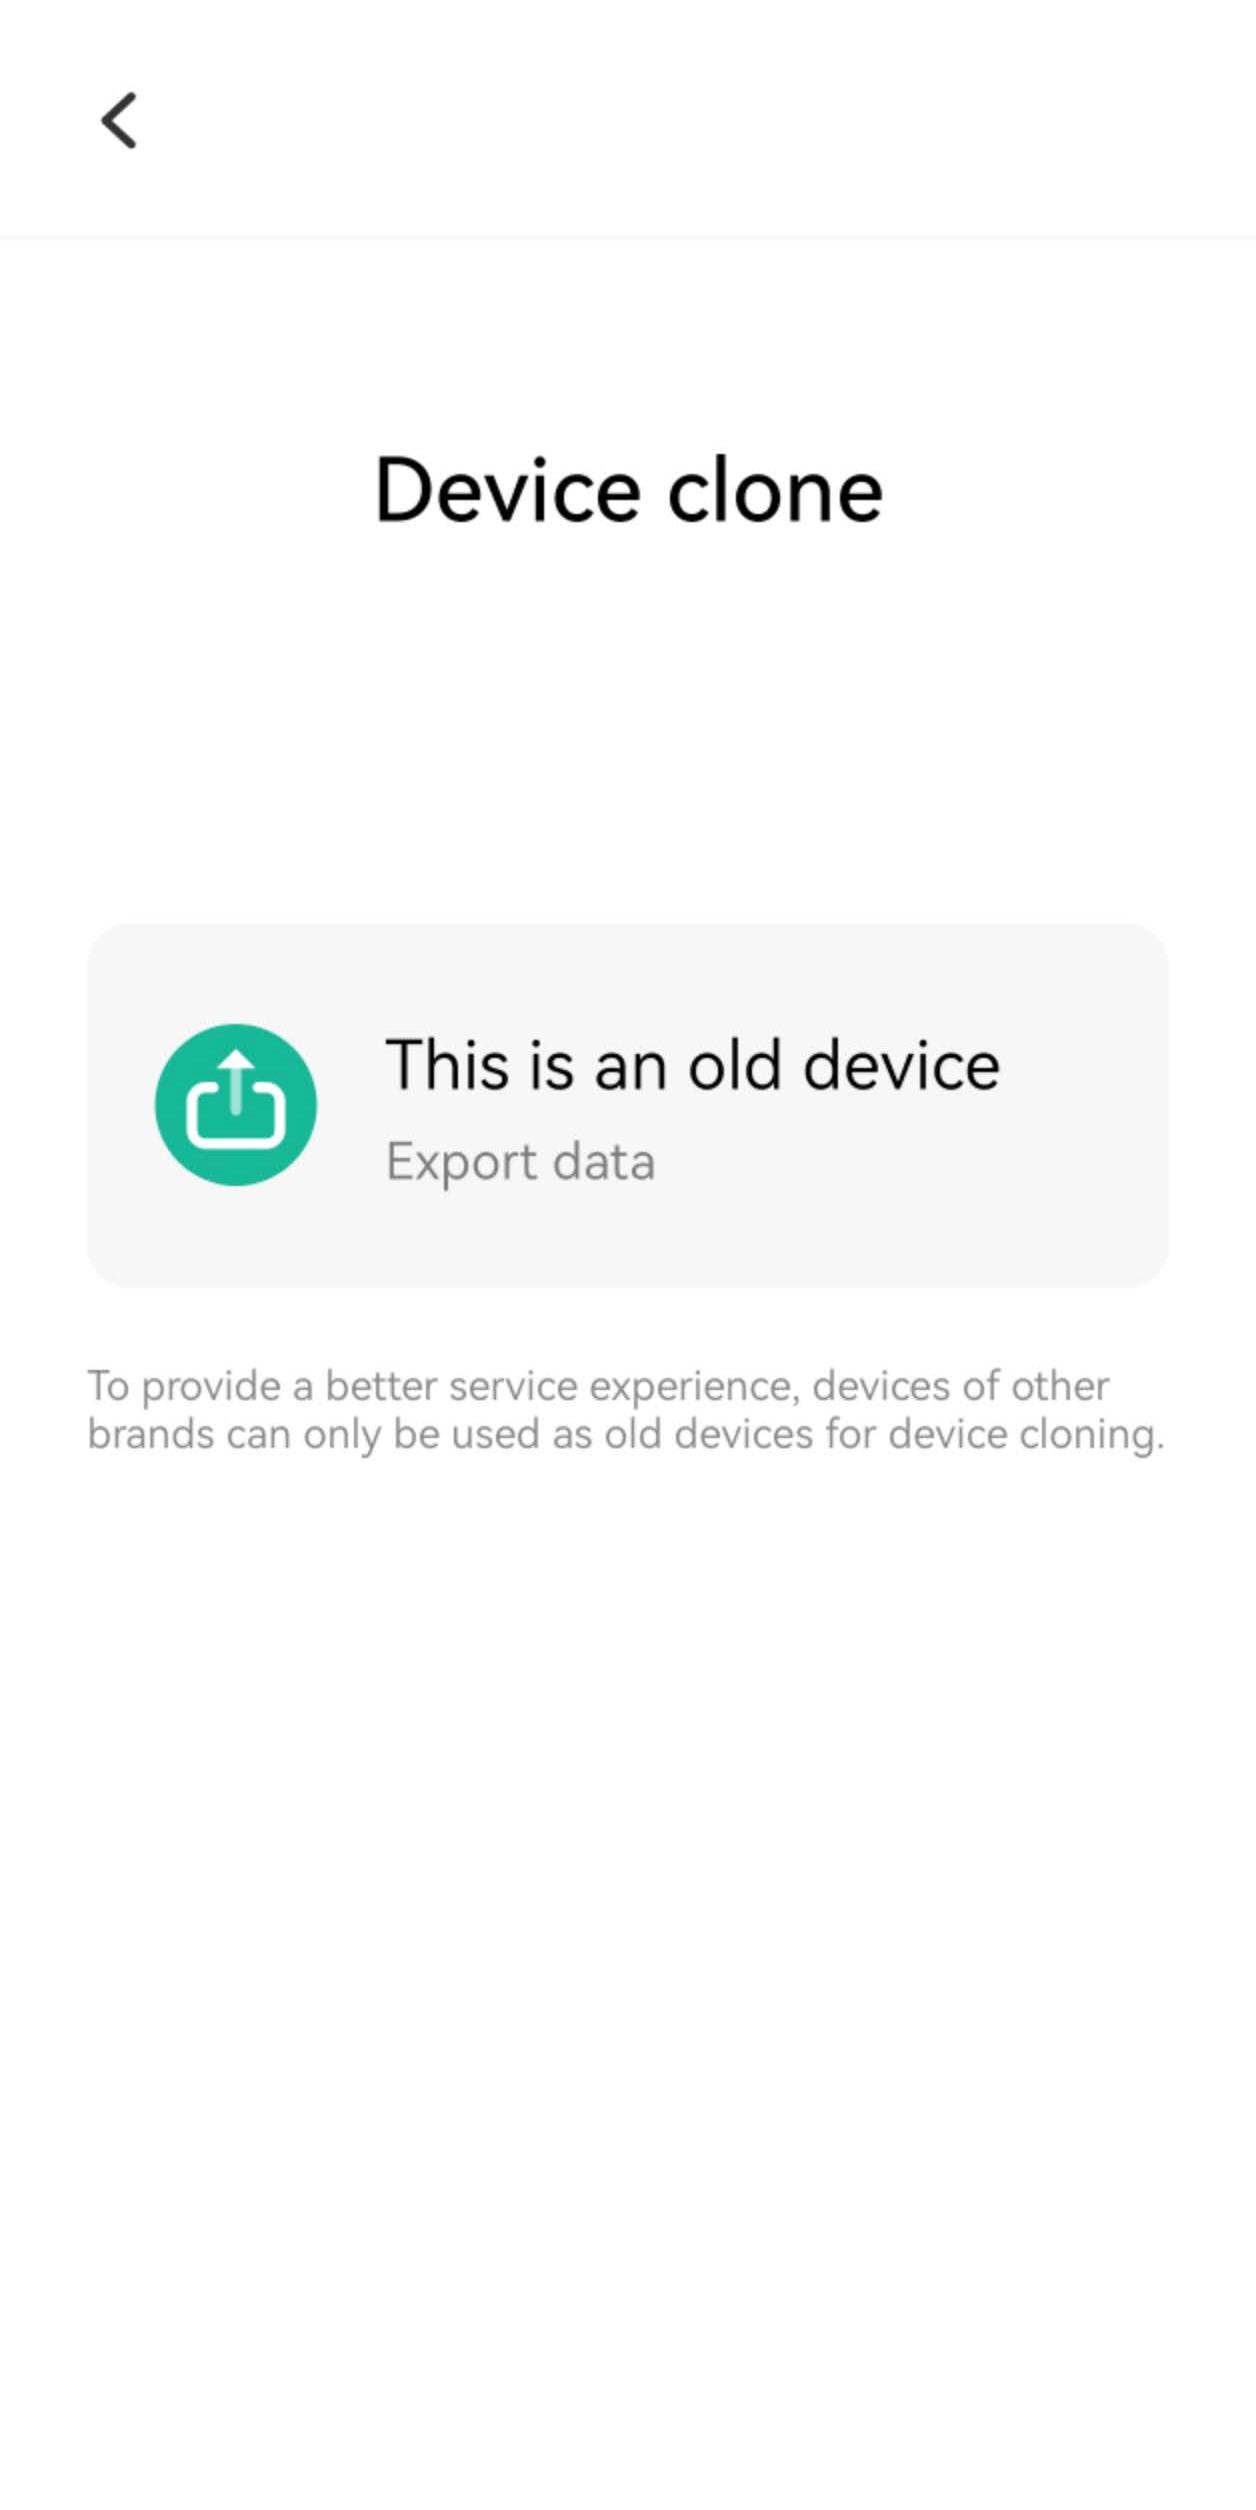 Device clone
This is an old device
Export data
To provide a better service experience, devices of other
brands can only be used as old devices for device cloning.